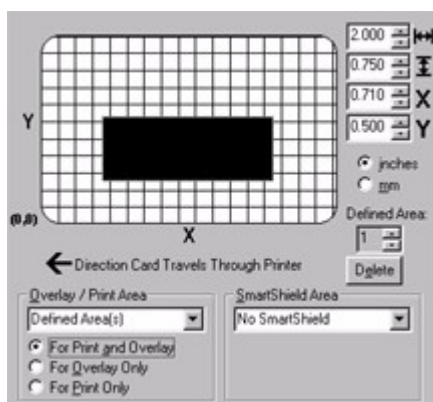 2.000
0.750
0.710 X
0.500 Y
Y
inches
mm
(0,0)
X
Defined Area:
1
Direction Card Travels Through Printer
Delete
Overlay / Print Area
Defined Area(s)
For Print and Overlay
For Overlay Only
For Print Only
SmartShield Area
No SmartShield